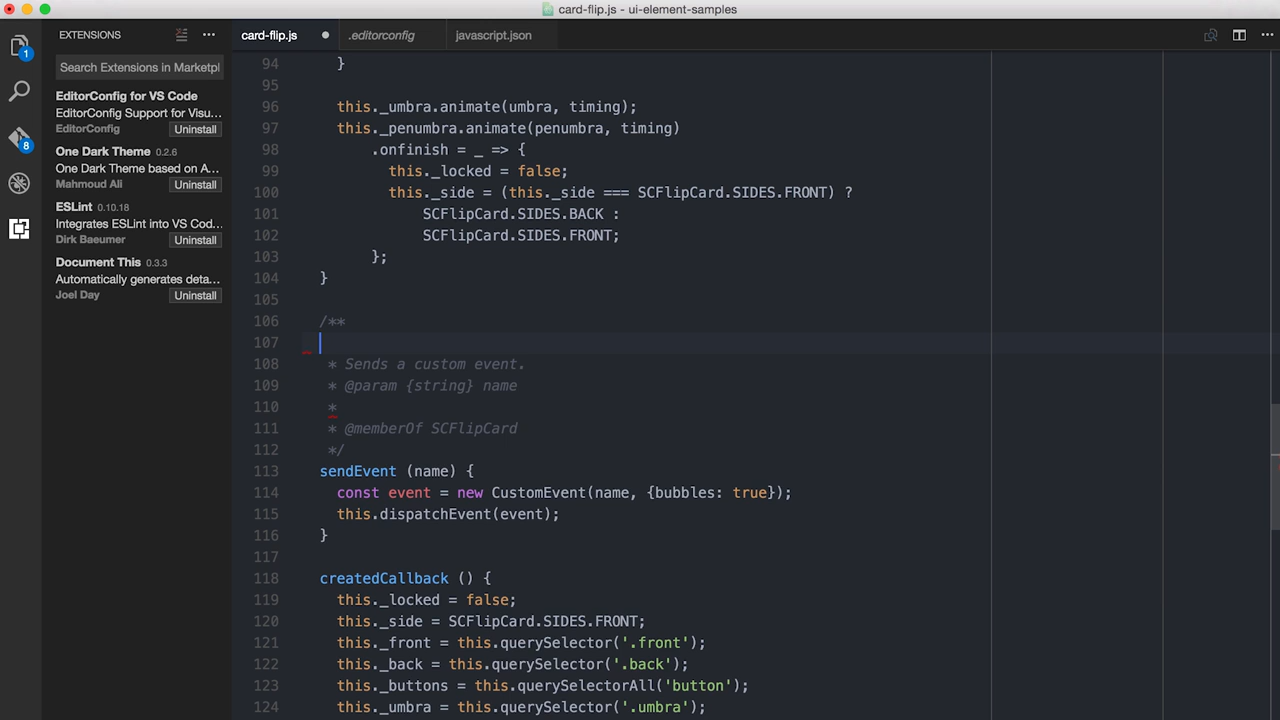 card-flip.js - ui-element-samples
EXTENSIONS
card-flip.js
.editorconfig
javascript.json
1
8
Search Extensions in Marketpl
EditorConfig for VS Code
EditorConfig Support for Visu...
EditorConfig
Uninstall
One Dark Theme 0.2.6
One Dark Theme based on A...
Mahmoud Ali
Uninstall
ESLint 0.10.18
Integrates ESLint into VS Cod...
Dirk Baeumer
Uninstall
Document This 0.3.3
Automatically generates deta...
Joel Day
Uninstall
94 }
95
96 this._umbra.animate(umbra, timing);
97 this._penumbra.animate(penumbra, timing)
98 .onfinish = _ => {
99 this._locked = false;
100 this._side = (this._side === SCFlipCard.SIDES.FRONT) ?
101 SCFlipCard.SIDES.BACK :
102 SCFlipCard.SIDES.FRONT;
103 };
104 }
105
106 /**
107
108 * Sends a custom event.
109 * @param {string} name
110 *
111 * @memberOf SCFlipCard
112 */
113 sendEvent (name) {
114 const event = new CustomEvent(name, {bubbles: true});
115 this.dispatchEvent(event);
116 }
117
118 createdCallback () {
119 this._locked = false;
120 this._side = SCFlipCard.SIDES.FRONT;
121 this._front = this.querySelector('.front');
122 this._back = this.querySelector('.back');
123 this._buttons = this.querySelectorAll('button');
124 this._umbra = this.querySelector('.umbra');